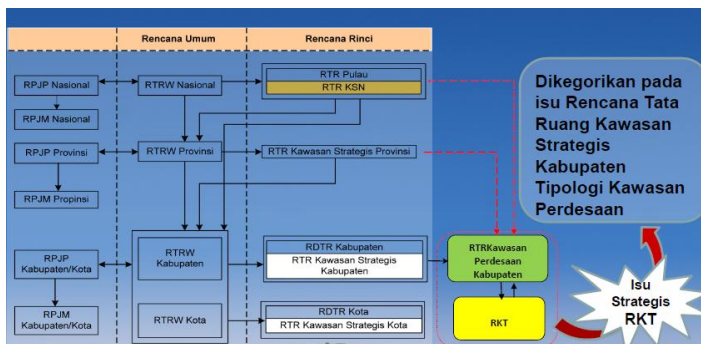 Rencana Umum
Rencana Rinci
RPJP Nasional
RTRW Nasional
RTR Pulau
RTR KSN
RPJM Nasional
RPJP Provinsi
RTRW Provinsi
RTR Kawasan Strategis Provinsi
RPJM Propinsi
RPJP
Kabupaten/Kota
RTRW
Kabupaten
RDTR Kabupaten
RTR Kawasan Strategis
Kabupaten
RPJM
Kabupaten/Kota
RTRW Kota
RDTR Kota
RTR Kawasan Strategis Kota
RTRKawasan
Perdesaan
Kabupaten
RKT
Dikegorikan pada
isu Rencana Tata
Ruang Kawasan
Strategis
Kabupaten
Tipologi Kawasan
Perdesaan
Isu
Strategis
RKT